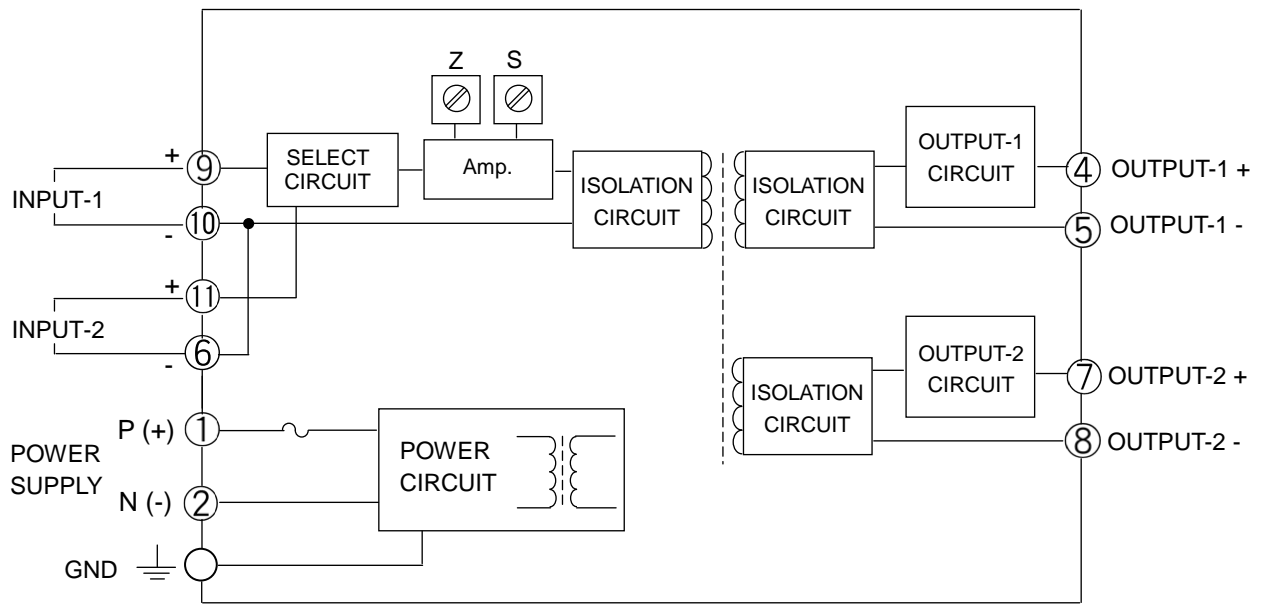 Z
S
+
9
SELECT
CIRCUIT
Amp.
ISOLATION
CIRCUIT
ISOLATION
CIRCUIT
OUTPUT-1
CIRCUIT
4
OUTPUT-1 +
INPUT-1
10
-
5
OUTPUT-1 -
+
11
INPUT-2
6
-
ISOLATION
CIRCUIT
OUTPUT-2
CIRCUIT
7
OUTPUT-2 +
8
OUTPUT-2 -
P (+)
1
POWER
SUPPLY
N (-)
2
POWER
CIRCUIT
GND